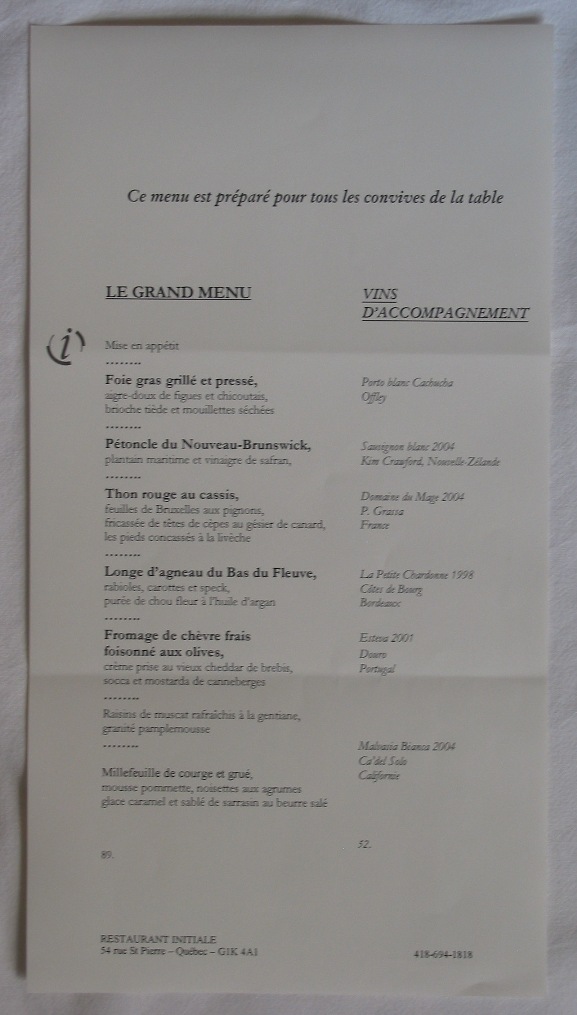 Ce menu est préparé pour tous les convives de la table
LE GRAND MENU
VINS
D'ACCOMPAGNEMENT
i
Mise en appétit
Foie gras grillé et pressé,
aigre-doux de figues et chicoutais,
brioche tiède et mouillettes séchées
Porto blanc Cachucha
Offley
Pétoncle du Nouveau-Brunswick,
plantain maritime et vinaigre de safran,
Sauvignon blanc 2004
Kim Crawford, Nouvelle-Zélande
Thon rouge au cassis,
feuilles de Bruxelles aux pignons,
fricassée de têtes de cèpes au gésier de canard,
les pieds concassés à la livèche
Domaine du Mage 2004
P. Grassa
France
Longe d'agneau du Bas du Fleuve,
rabioles, carottes et speck,
purée de chou fleur à l'huile d'argan
La Petite Chardonne 1998
Côtes de Bourg
Bordeaux
Fromage de chèvre frais
foisonné aux olives,
crème prise au vieux cheddar de brebis,
socca et mostarda de canneberges
Esteva 2001
Douro
Portugal
Raisins de muscat rafraîchis à la gentiane,
granité pamplemousse
Millefeuille de courge et grué,
mousse pommette, noisettes aux agrumes
glace caramel et sablé de sarrasin au beurre salé
Malvasia Bianca 2004
Ca'del Solo
Californie
89.
52.
RESTAURANT INITIALE
54 rue St Pierre – Québec – G1K 4A1
418-694-1818